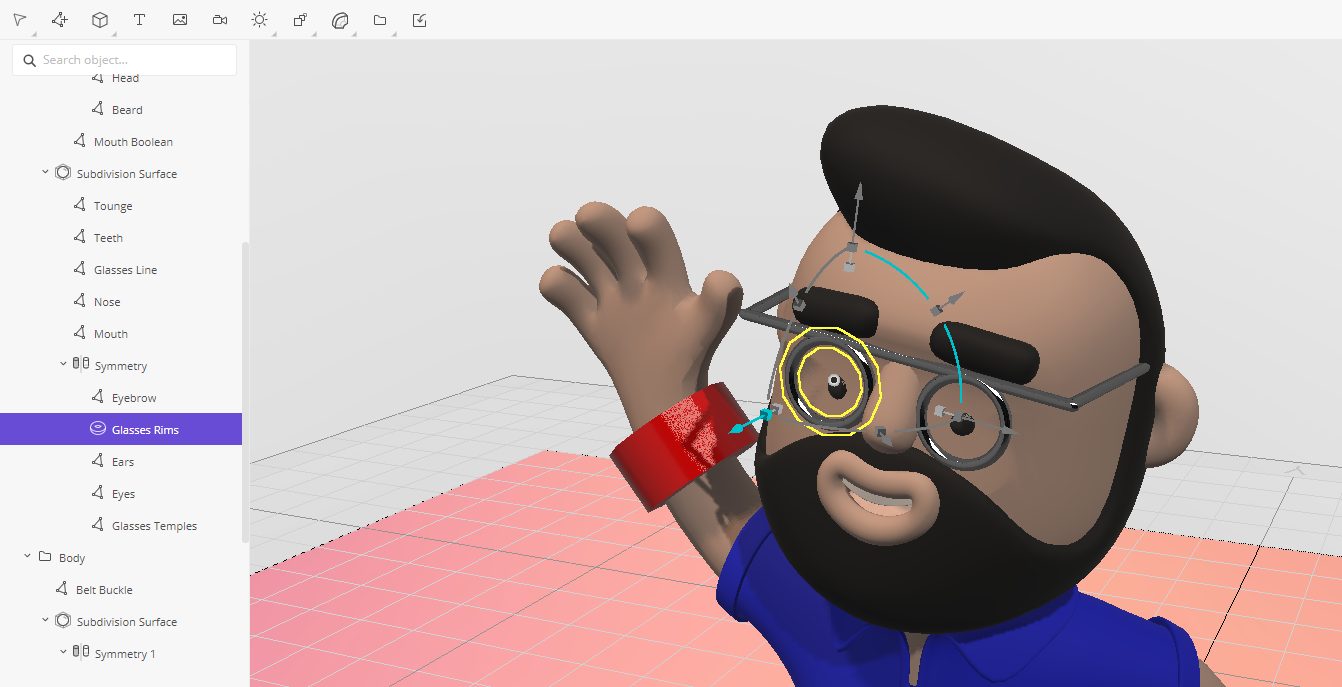 T
Search object...
Head
Beard
Mouth Boolean
Subdivision Surface
Tounge
Teeth
Glasses Line
Nose
Mouth
Symmetry
Eyebrow
Glasses Rims
Ears
Eyes
Glasses Temples
Body
Belt Buckle
Subdivision Surface
Symmetry 1